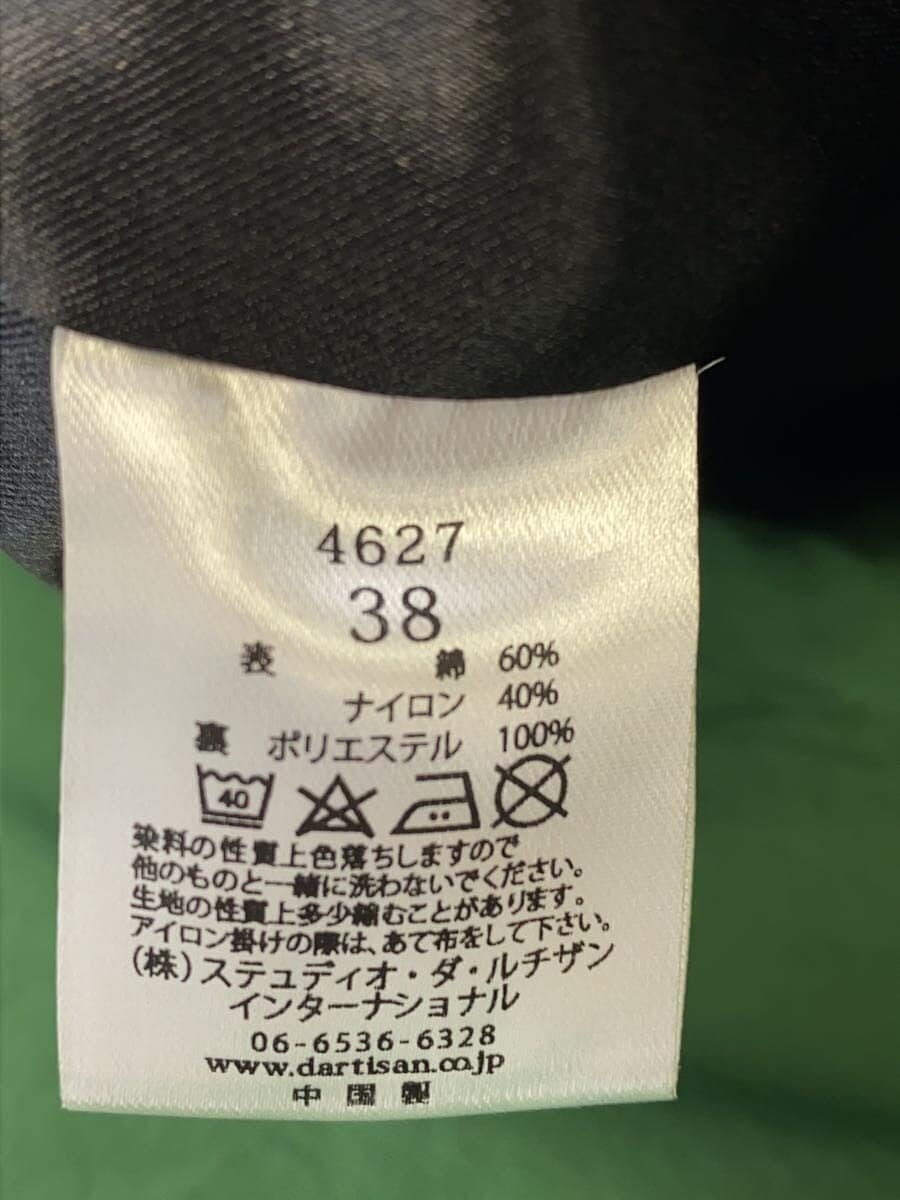 4627
38
表 綿 60%
ナイロン 40%
裏 ポリエステル 100%
40
染料の性質上色落ちしますので
他のものと一緒に洗わないでください。
生地の性質上多少縮むことがあります。
アイロン掛けの際は、あて布をして下さい。
(株)ステュディオ・ダ・ルチザン
インターナショナル
06-6536-6328
www.dartisan.co.jp
中国製